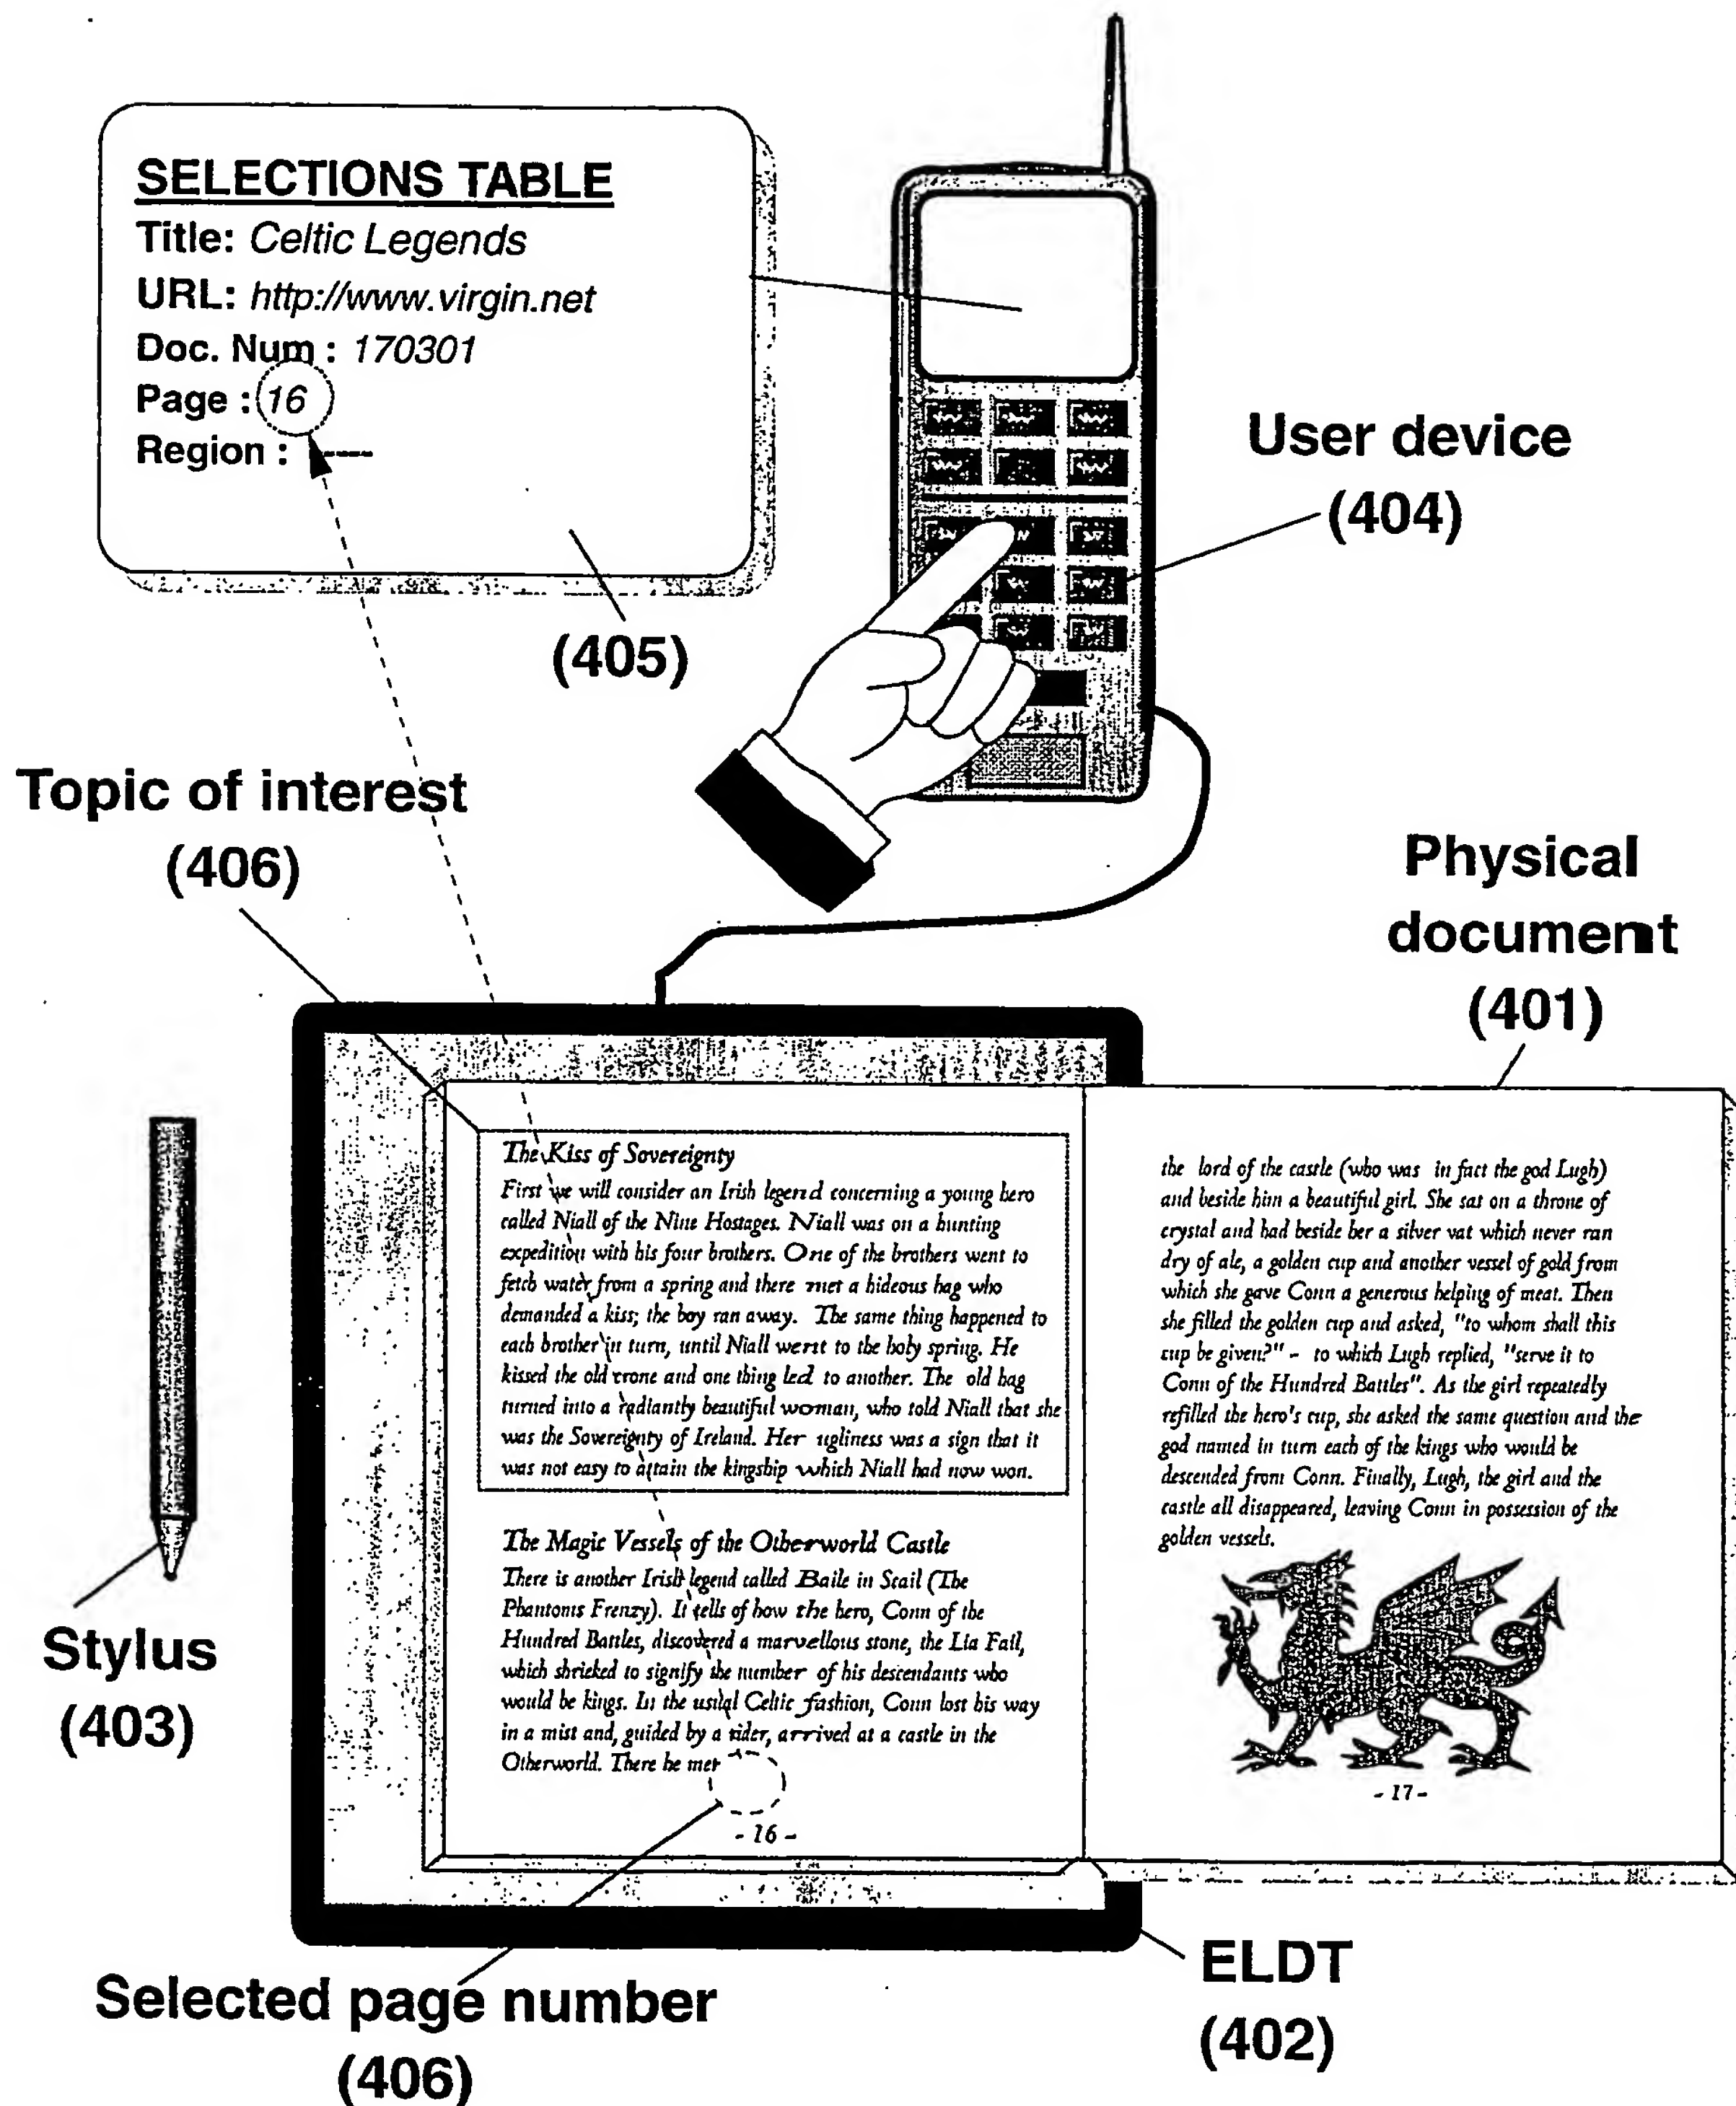 SELECTIONS TABLE
Title: Celtic Legends
URL: http://www.virgin.net
Doc. Num : 170301
Page : 16
Region : ----
(405)
User device
(404)
Topic of interest
(406)
Physical
document
(401)
The Kiss of Sovereignty
First we will consider an Irish legend concerning a young hero
called Niall of the Nine Hostages. Niall was on a hunting
expedition with his four brothers. One of the brothers went to
fetch water from a spring and there met a hideous hag who
demanded a kiss; the boy ran away. The same thing happened to
each brother in turn, until Niall went to the holy spring. He
kissed the old crone and one thing led to another. The old hag
turned into a radiantly beautiful woman, who told Niall that she
was the Sovereignty of Ireland. Her ugliness was a sign that it
was not easy to attain the kingship which Niall had now won.
The Magic Vessels of the Otherworld Castle
There is another Irish legend called Baile in Scail (The
Phantoms Frenzy). It tells of how the hero, Conn of the
Hundred Battles, discovered a marvellous stone, the Lia Fail,
which shrieked to signify the number of his descendants who
would be kings. In the usual Celtic fashion, Conn lost his way
in a mist and, guided by a rider, arrived at a castle in the
Otherworld. There he met
- 16 -
the lord of the castle (who was in fact the god Lugh)
and beside him a beautiful girl. She sat on a throne of
crystal and had beside her a silver vat which never ran
dry of ale, a golden cup and another vessel of gold from
which she gave Conn a generous helping of meat. Then
she filled the golden cup and asked, "to whom shall this
cup be given?" - to which Lugh replied, "serve it to
Conn of the Hundred Battles". As the girl repeatedly
refilled the hero's cup, she asked the same question and the
god named in turn each of the kings who would be
descended from Conn. Finally, Lugh, the girl and the
castle all disappeared, leaving Conn in possession of the
golden vessels.
- 17 -
Stylus
(403)
ELDT
(402)
Selected page number
(406)